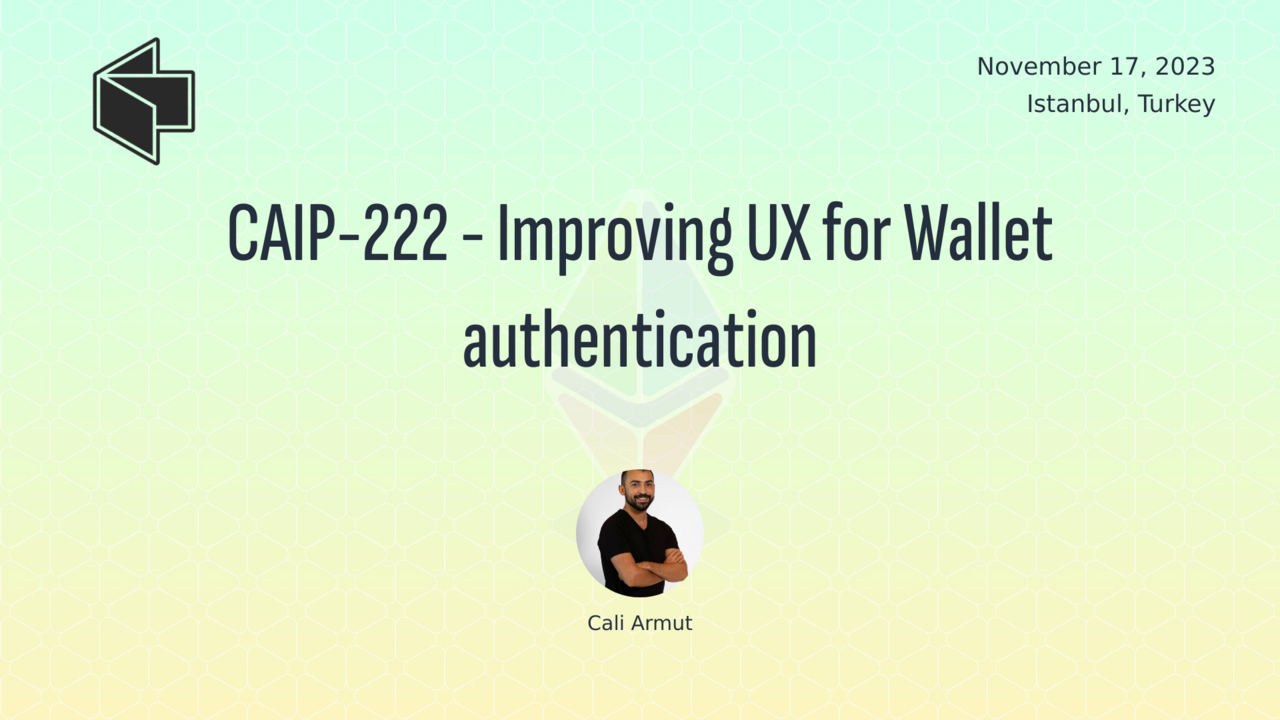 November 17, 2023
Istanbul, Turkey
CAIP-222 - Improving UX for Wallet
authentication
Cali Armut